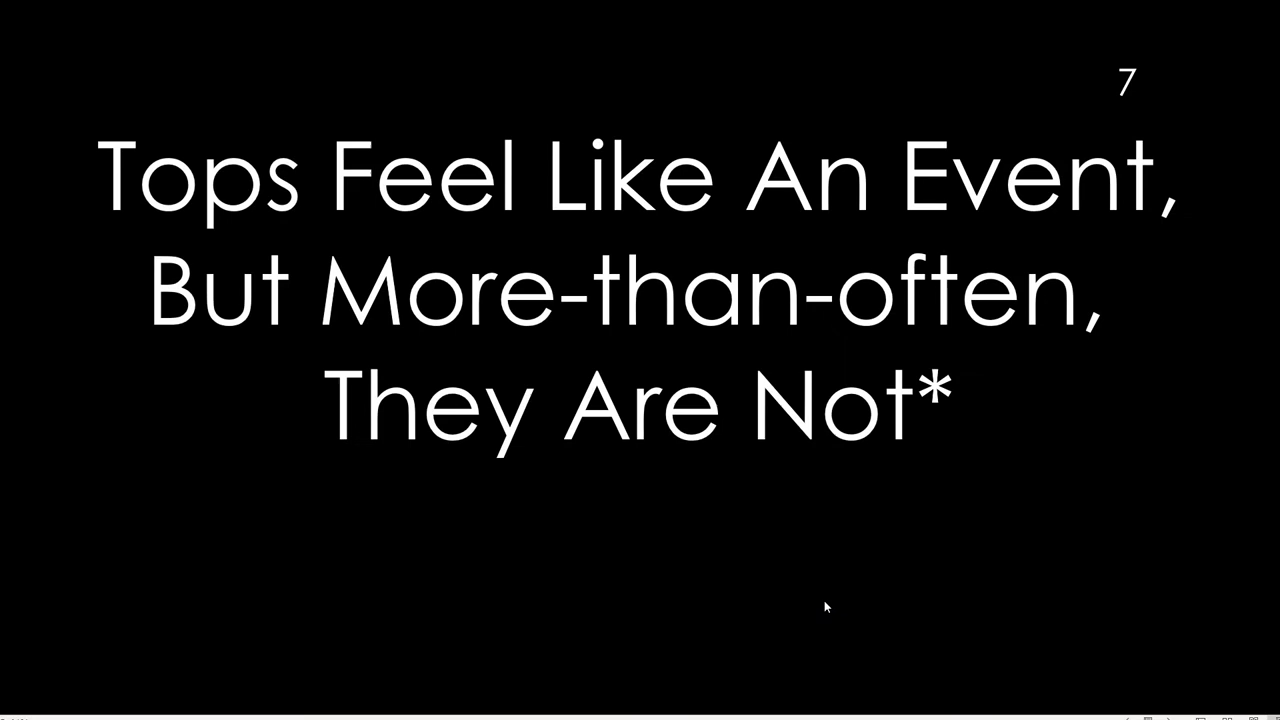 7
Tops Feel Like An Event,
But More-than-often,
They Are Not*